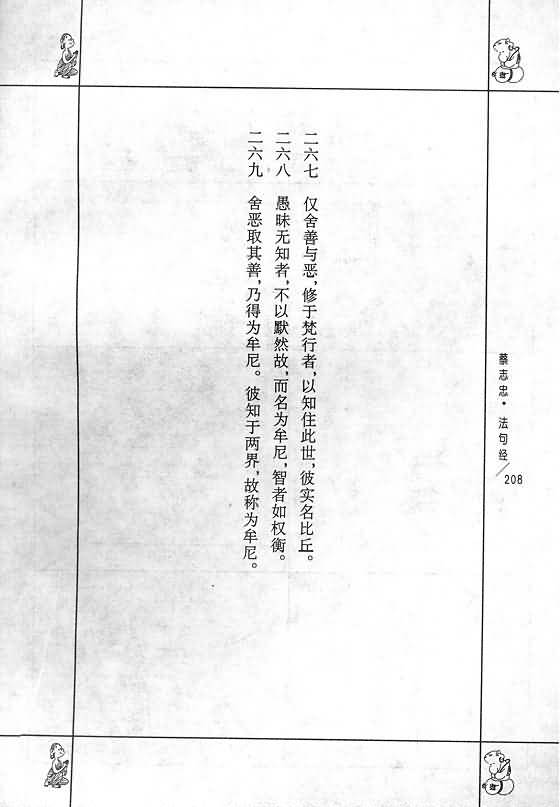 二六七 仅舍善与恶，修于梵行者，以知住此世，彼实名比丘。
二六八 愚昧无知者，不以默然故，而名为牟尼，智者如权衡。
二六九 舍恶取其善，乃得为牟尼。彼知于两界，故称为牟尼。
蔡志忠·法句经/208